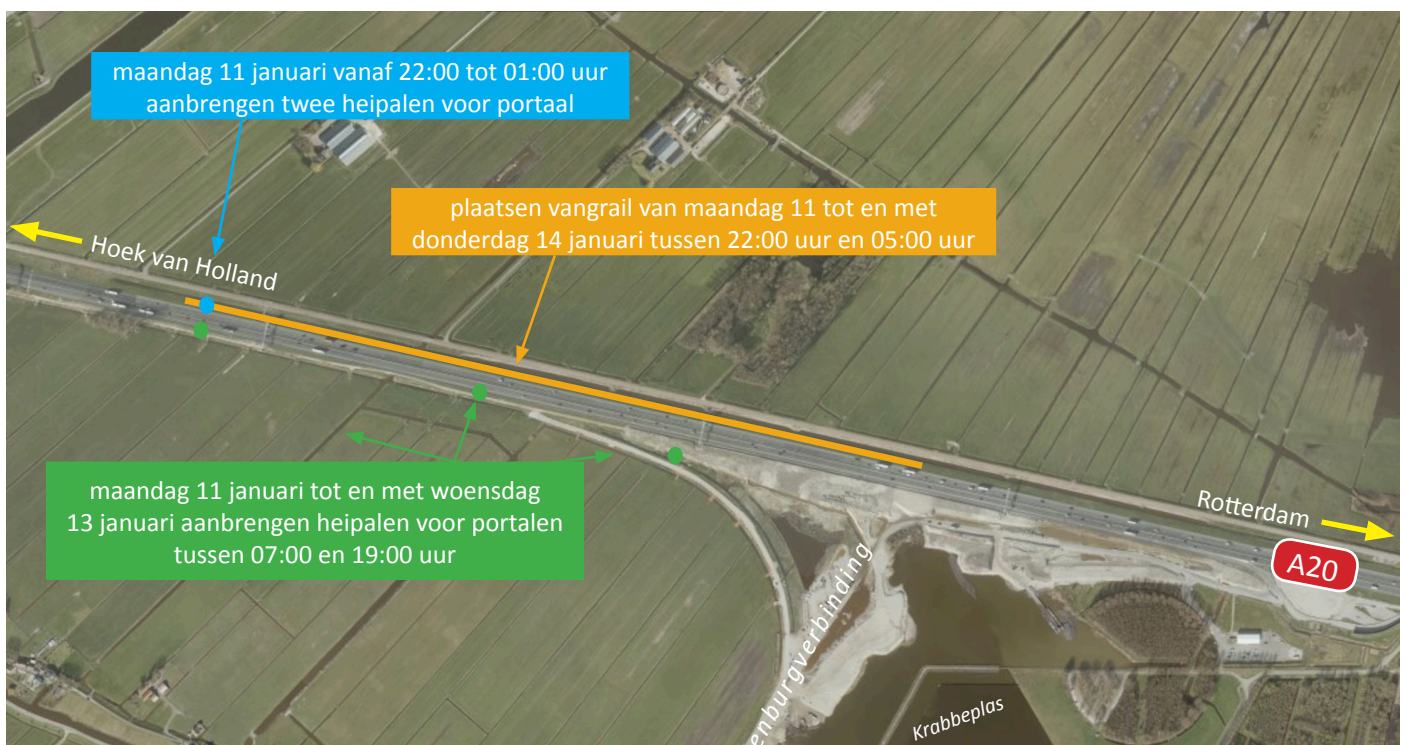 maandag 11 januari vanaf 22:00 tot 01:00 uur
aanbrengen twee heipalen voor portaal
plaatsen vangrail van maandag 11 tot en met
donderdag 14 januari tussen 22:00 uur en 05:00 uur
Hoek van Holland
maandag 11 januari tot en met woensdag
13 januari aanbrengen heipalen voor portalen
tussen 07:00 en 19:00 uur
Rotterdam
A20
enburgverbinding
Krabbeplas